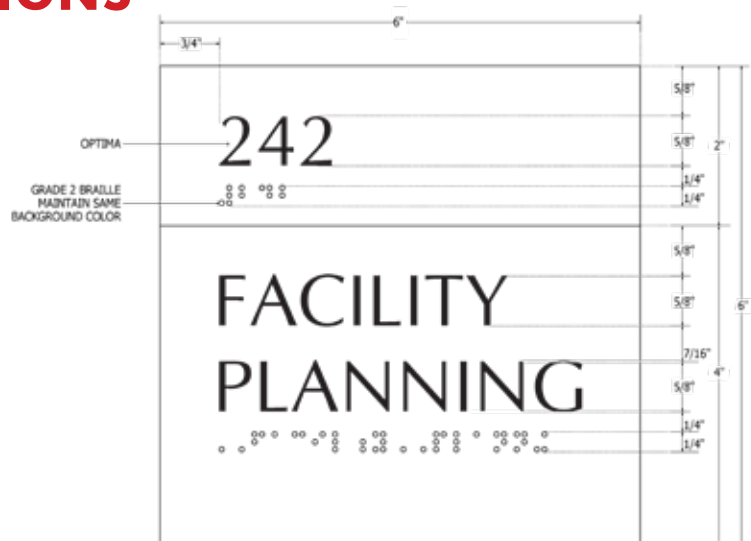 6"
3/4"
5/8"
OPTIMA
242
5/8"
2"
1/4"
GRADE 2 BRAILLE
MAINTAIN SAME
BACKGROUND COLOR
1/4"
5/8"
FACILITY
5/8"
6"
7/16"
PLANNING
5/8"
4"
1/4"
1/4"